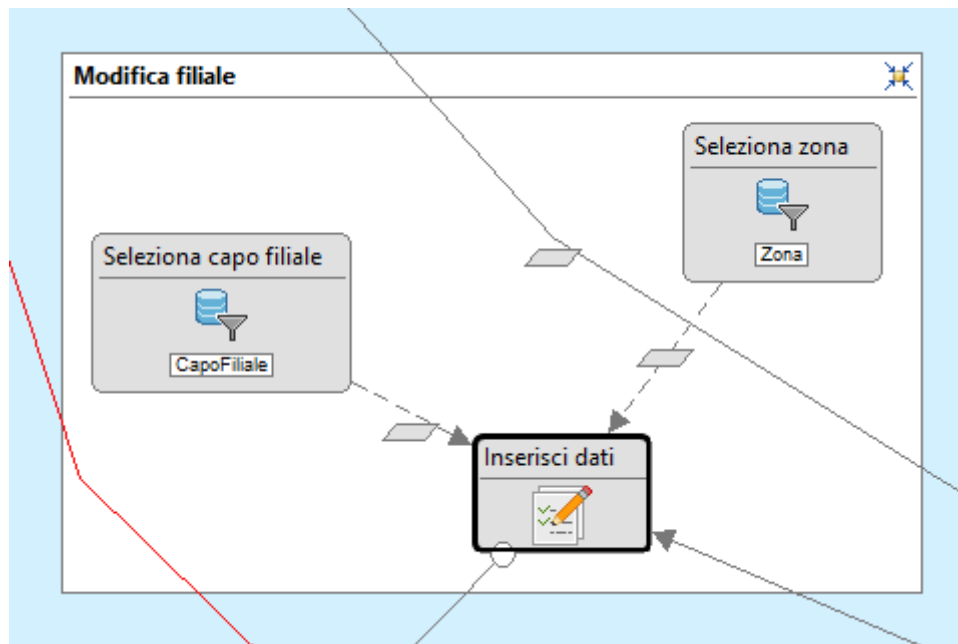 Modifica filiale
Seleziona zona
Zona
Seleziona capo filiale
CapoFiliale
Inserisci dati